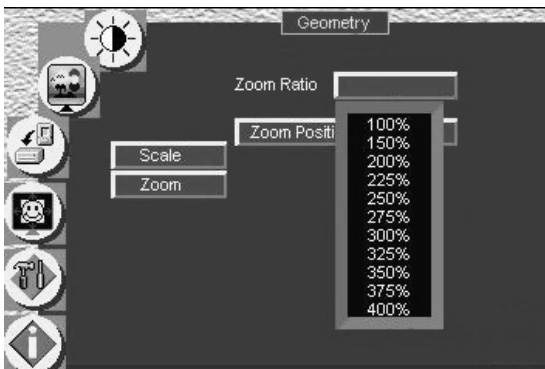 Geometry
Zoom Ratio
Zoom Positi
Scale
Zoom
100%
150%
200%
225%
250%
275%
300%
325%
350%
375%
400%
i